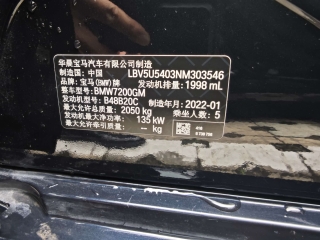 华晨宝马汽车有限公司制造
制造国：中国 LBV5U5403NM303546
品牌：宝马(BMW)牌 发动机排量：1998 mL
整车型号：BMW7200GM
发动机型号：B48B20C 制造年月：2022-01
最大允许总质量：2050 kg 乘坐人数：5
发动机最大净功率：135 kW
最大允许牵引质量：- kg